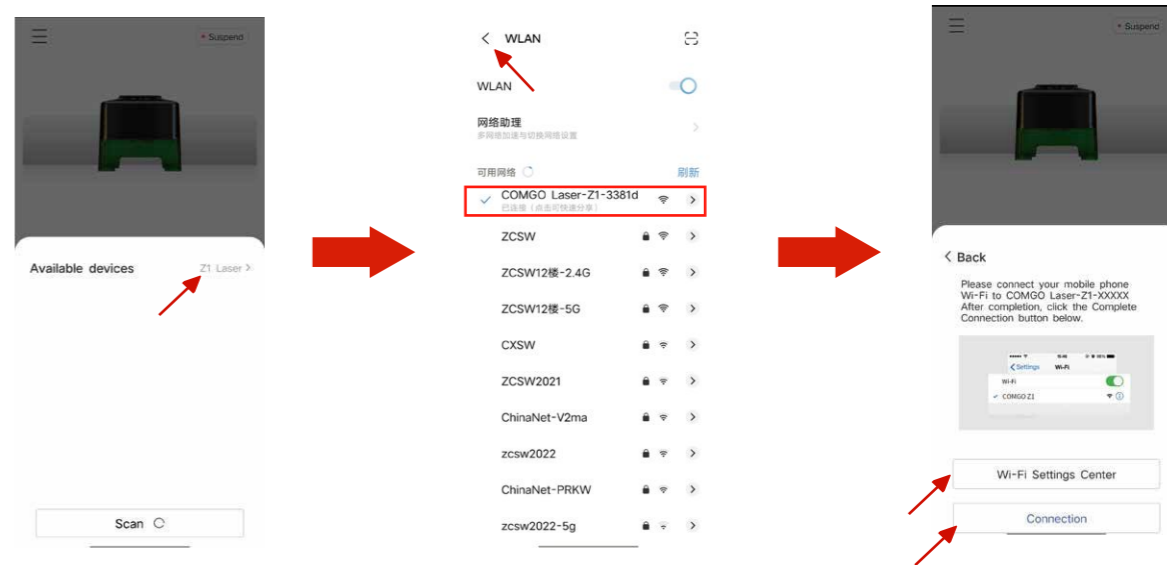 • Suspend
Available devices
Z1 Laser >
Scan
< WLAN
WLAN
网络助理
多网络加速与切换网络设置
可用网络
刷新
COMGO Laser-Z1-3381d
已连接（点击可快速分享）
ZCSW
ZCSW12楼-2.4G
ZCSW12楼-5G
CXSW
ZCSW2021
ChinaNet-V2ma
zcsw2022
ChinaNet-PRKW
zcsw2022-5g
• Suspend
< Back
Please connect your mobile phone
Wi-Fi to COMGO Laser-Z1-XXXXX
After completion, click the Complete
Connection button below.
< Settings Wi-Fi
Wi-Fi
COMGO Z1
Wi-Fi Settings Center
Connection